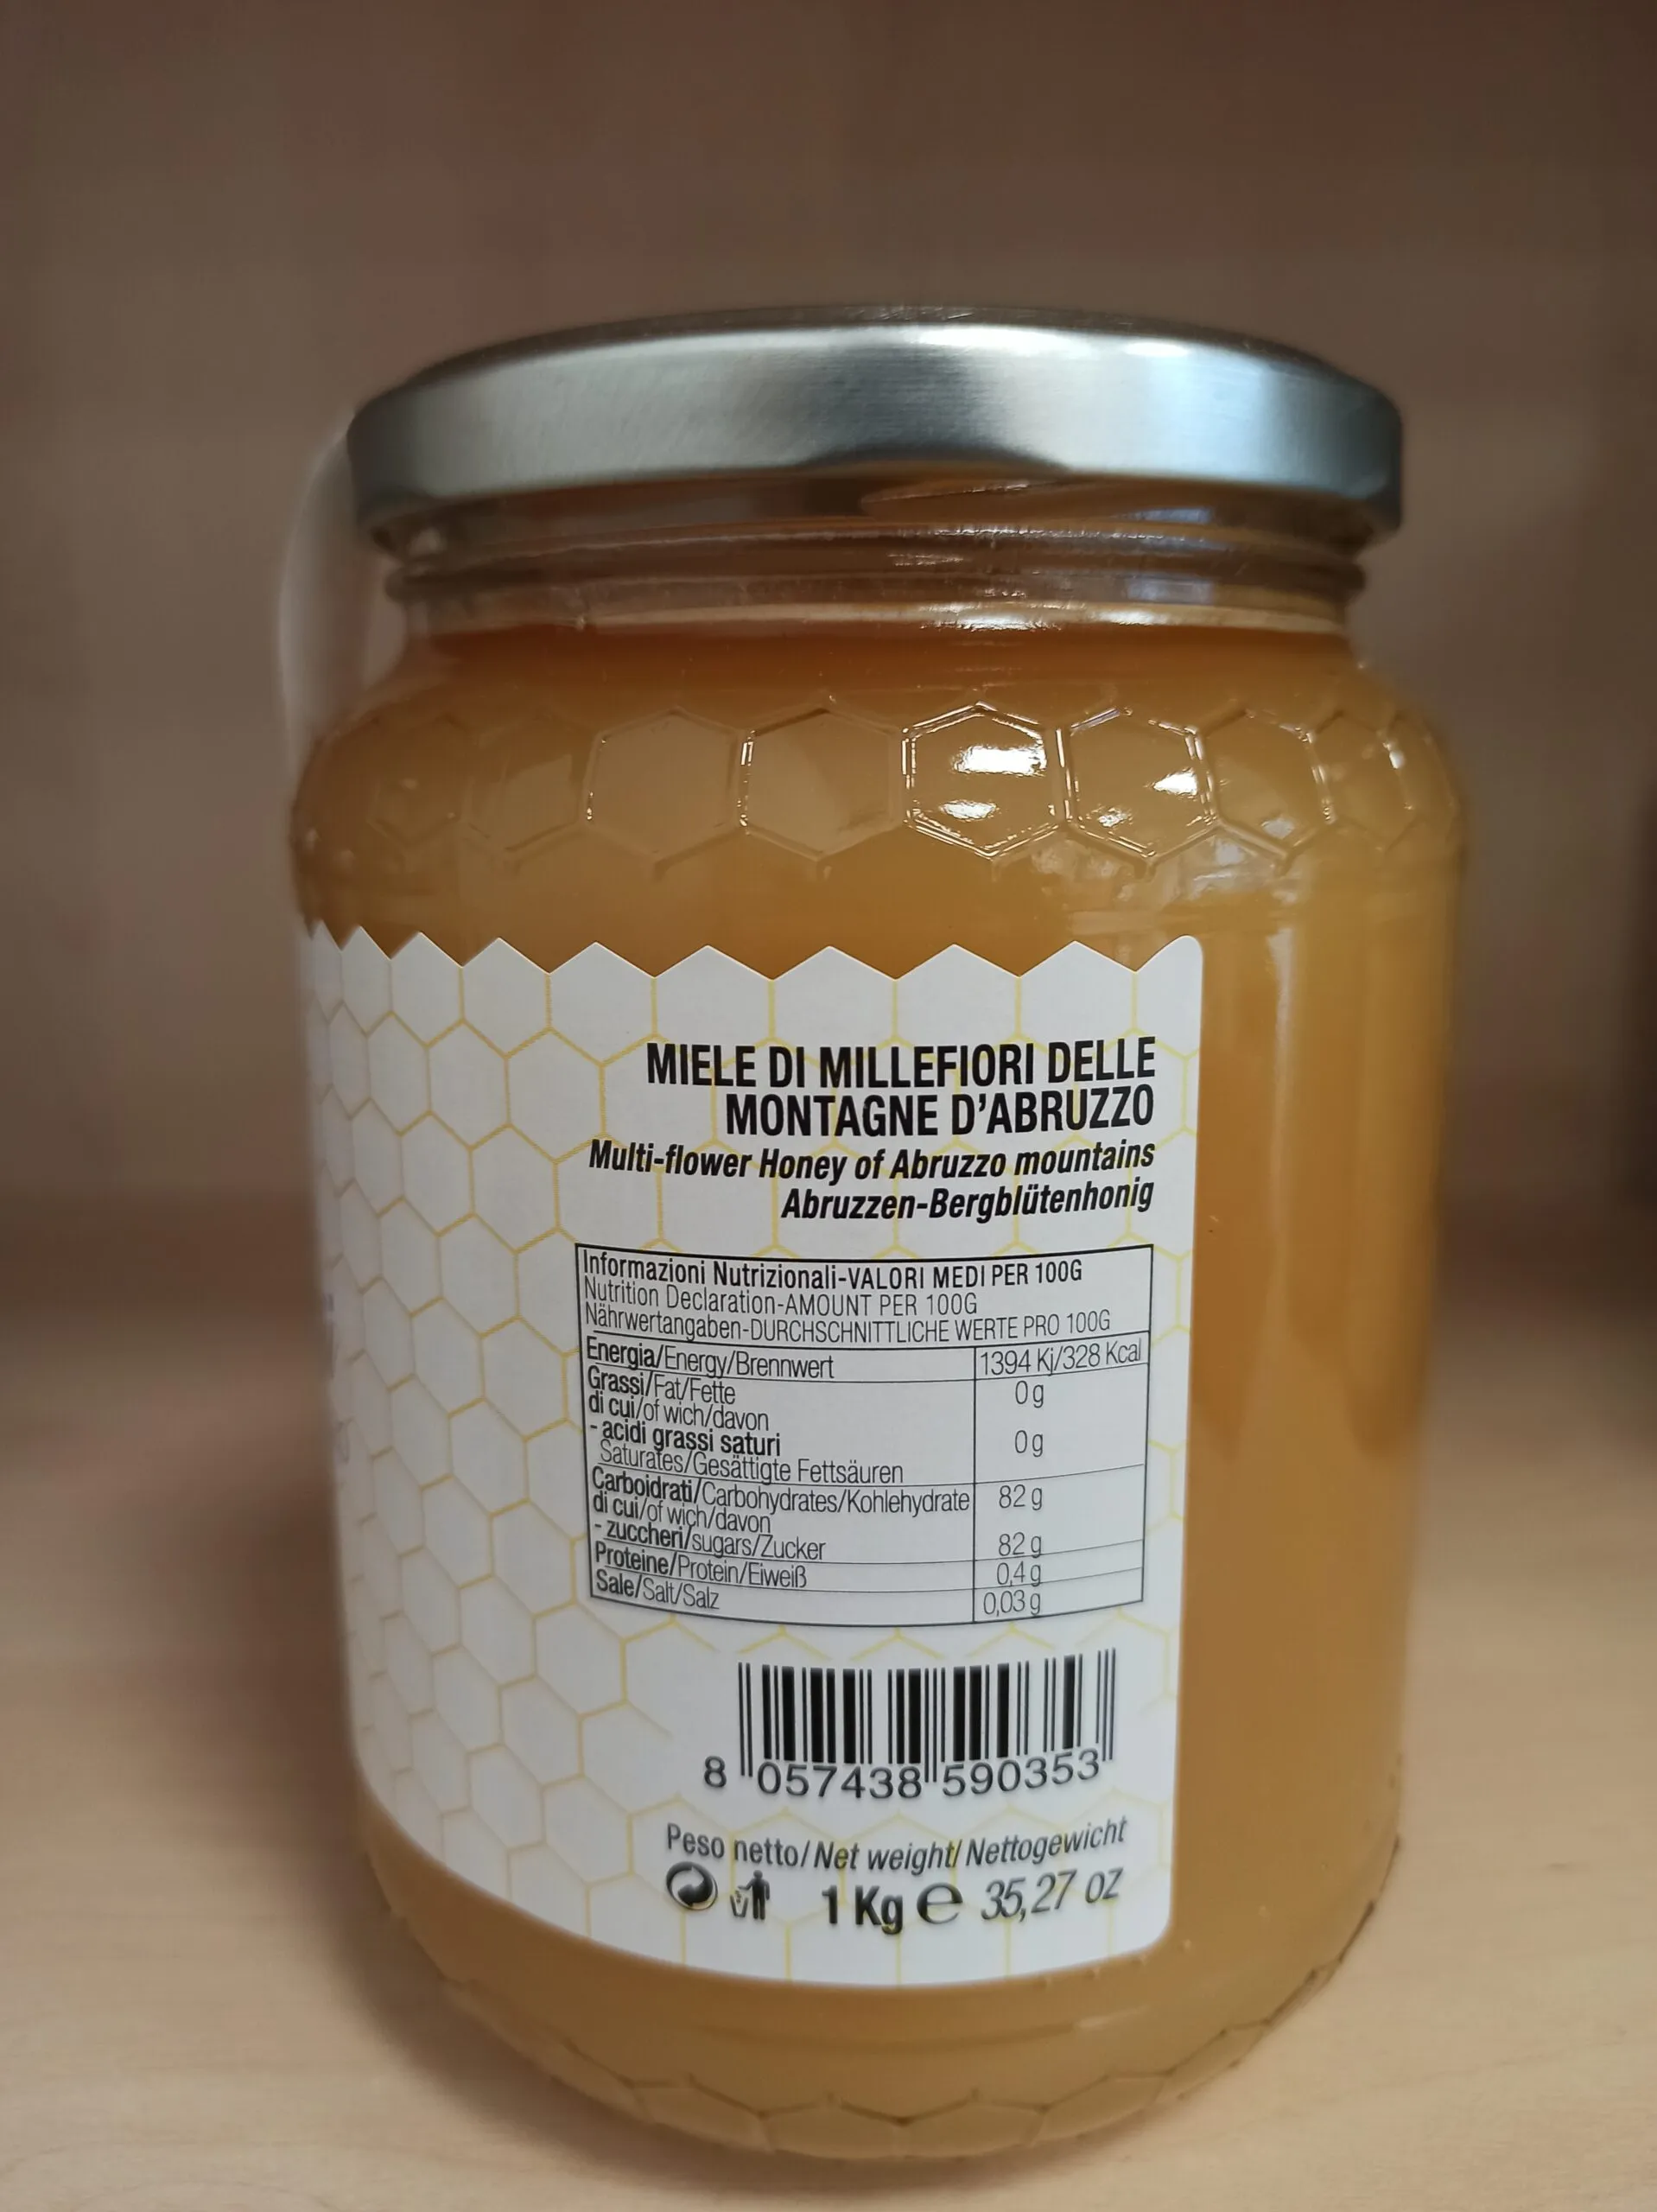 MIELE DI MILLEFIORI DELLE
MONTAGNE D'ABRUZZO
Multi-flower Honey of Abruzzo mountains
Abruzzen-Bergblütenhonig
Informazioni Nutrizionali-VALORI MEDI PER 100G
Nutrition Declaration-AMOUNT PER 100G
Nährwertangaben-DURCHSCHNITTLICHE WERTE PRO 100G
Energia/Energy/Brennwert 1394 Kj/328 Kcal
Grassi/Fat/Fette 0 g
di cui/of wich/davon
- acidi grassi saturi 0 g
Saturates/Gesättigte Fettsäuren
Carboidrati/Carbohydrates/Kohlehydrate 82 g
di cui/of wich/davon
- zuccheri/sugars/Zucker 82 g
Proteine/Protein/Eiweiß 0,4 g
Sale/Salt/Salz 0,03 g
8 057438 590353
Peso netto/ Net weight/ Nettogewicht
1 Kg e 35,27 oz